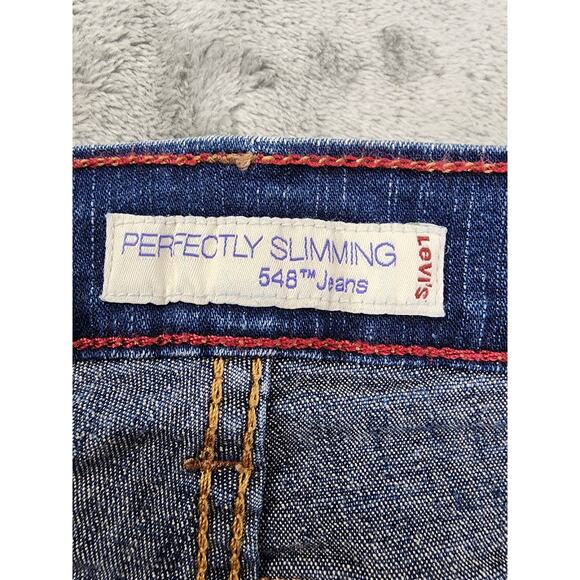 PERFECTLY SLIMMING
548™ Jeans
LEVI'S